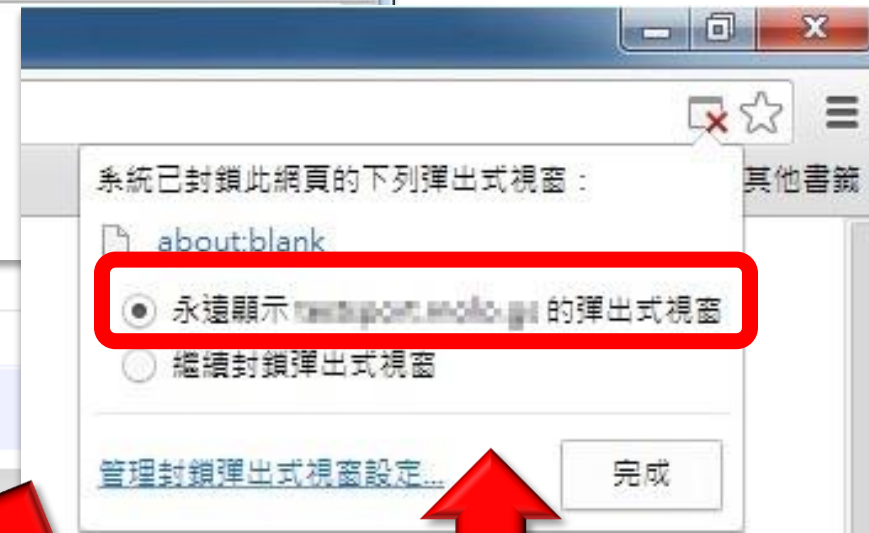 其他書籤
系統已封鎖此網頁的下列彈出式視窗：
about:blank
永遠顯示 的彈出式視窗
繼續封鎖彈出式視窗
管理封鎖彈出式視窗設定...
完成